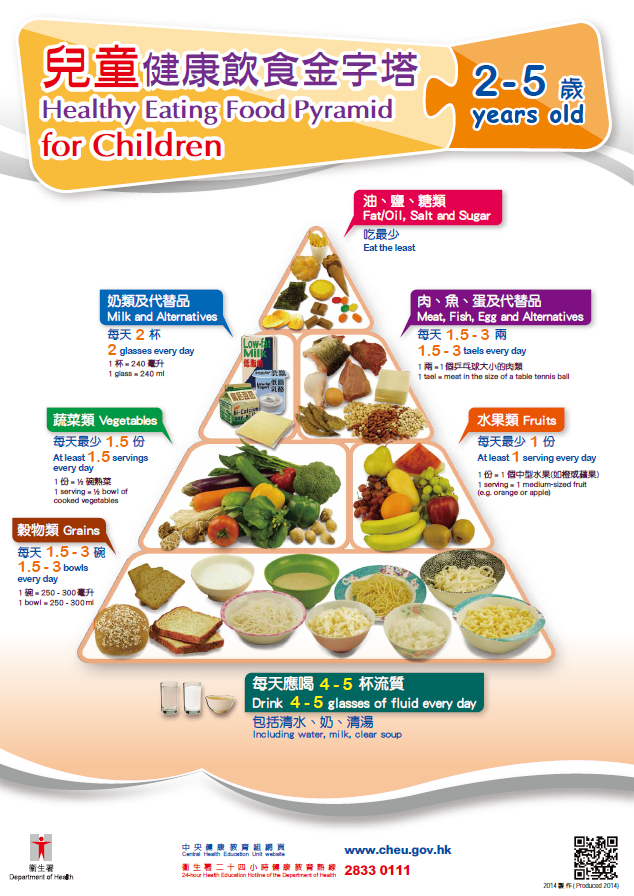 兒童健康飲食金字塔
Healthy Eating Food Pyramid
for Children
2-5 歲
years old
油、鹽、糖類
Fat/Oil, Salt and Sugar
吃最少
Eat the least
奶類及代替品
Milk and Alternatives
每天 2 杯
2 glasses every day
1 杯 = 240 毫升
1 glass = 240 ml
肉、魚、蛋及代替品
Meat, Fish, Egg and Alternatives
每天 1.5 - 3 兩
1.5 - 3 taels every day
1 兩 = 1個乒乓球大小的肉類
1 tael = meat in the size of a table tennis ball
Low-fat
Milk
蔬菜類 Vegetables
每天最少 1.5 份
At least 1.5 servings
every day
1 份 = ½ 碗熟菜
1 serving = ½ bowl of
cooked vegetables
水果類 Fruits
每天最少 1 份
At least 1 serving every day
1 份 = 1 個中型水果(如橙或蘋果)
1 serving = 1 medium-sized fruit
(e.g. orange or apple)
穀物類 Grains
每天 1.5 - 3 碗
1.5 - 3 bowls
every day
1 碗 = 250 - 300 毫升
1 bowl = 250 - 300 ml
每天應喝 4 - 5 杯流質
Drink 4 - 5 glasses of fluid every day
包括清水、奶、清湯
Including water, milk, clear soup
衞生署
Department of Health
中央健康教育組網頁
Central Health Education Unit website
www.cheu.gov.hk
衞生署二十四小時健康教育熱線
24-hour Health Education Hotline of the Department of Health
2833 0111
2014 製作 (Produced 2014)